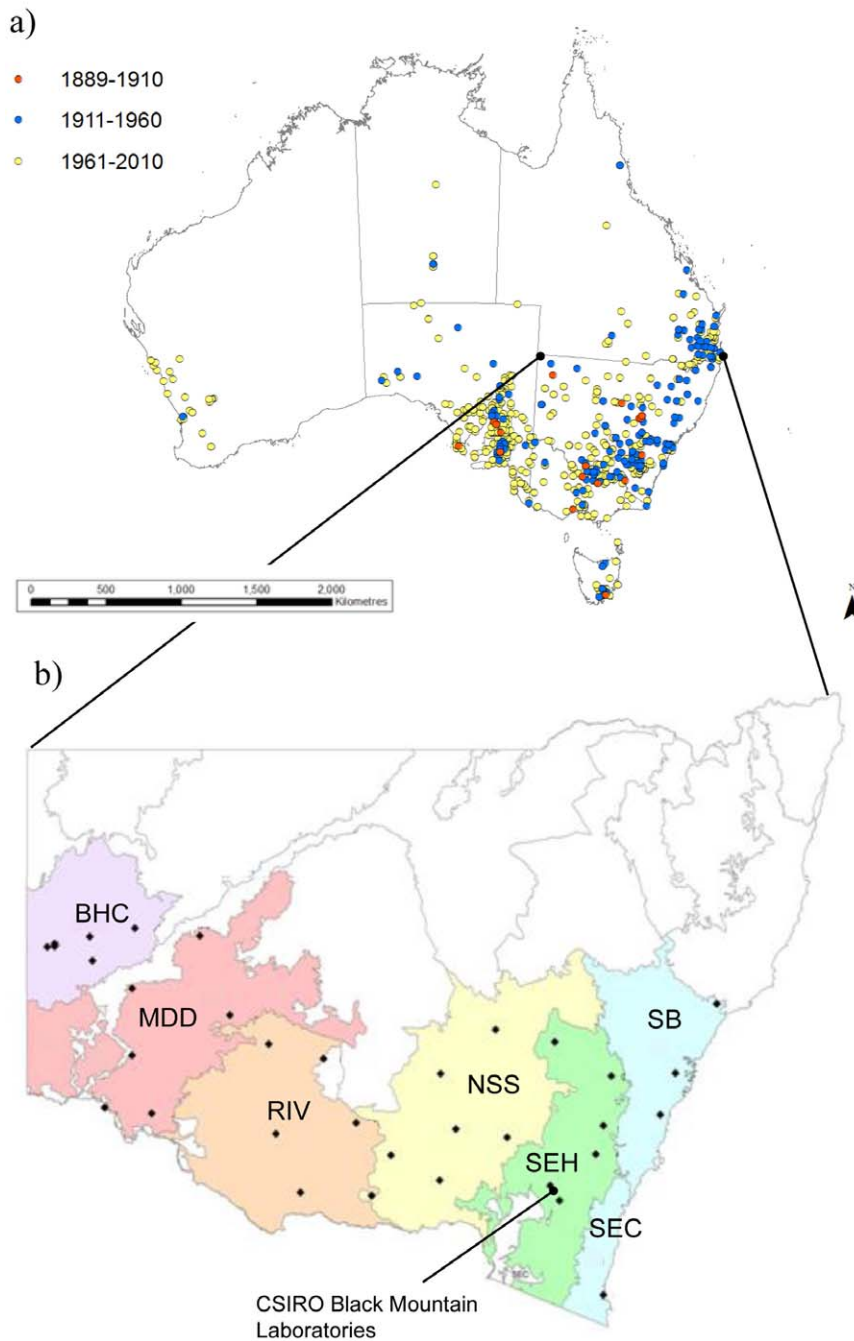 a)
1889-1910
1911-1960
1961-2010
0 500 1,000 1,500 2,000
Kilometres
N
b)
BHC
MDD
SB
NSS
RIV
SEH
SEC
SEC
CSIRO Black Mountain
Laboratories